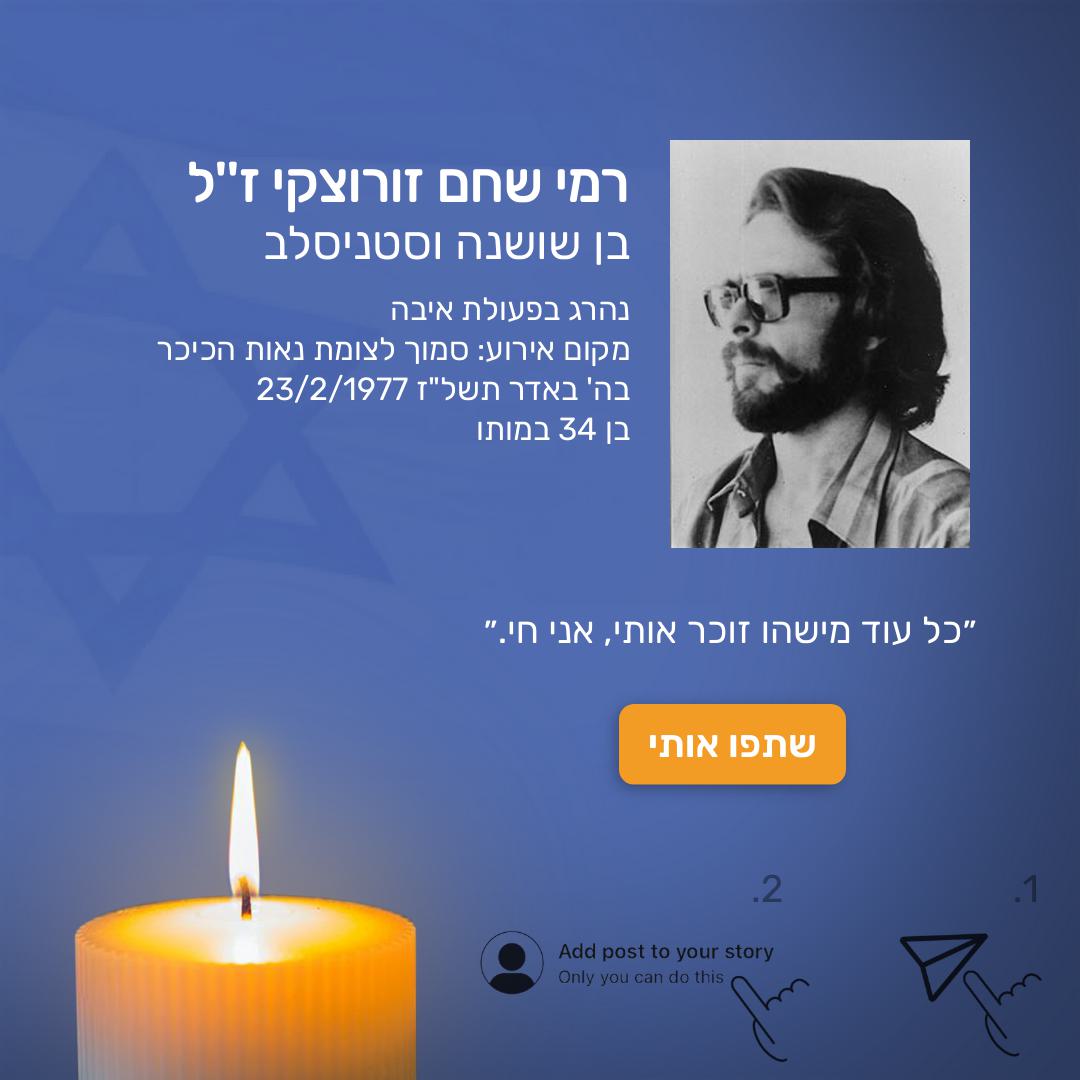 רמי שחם זורוצקי ז''ל
בן שושנה וסטניסלב
נהרג בפעולת איבה
מקום אירוע: סמוך לצומת נאות הכיכר
בה' באדר תשל"ז 23/2/1977
בן 34 במותו
״כל עוד מישהו זוכר אותי, אני חי.״
שתפו אותי
1.
2.
Add post to your story
Only you can do this